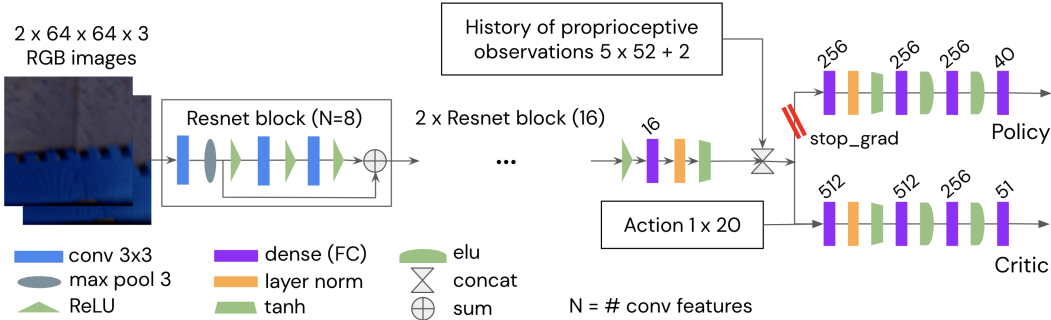 2 x 64 x 64 x 3
RGB images
History of proprioceptive
observations 5 x 52 + 2
Resnet block (N=8)
2 x Resnet block (16)
...
16
stop_grad
256
256
256
40
Policy
Action 1 x 20
512
512
256
51
Critic
conv 3x3
max pool 3
ReLU
dense (FC)
layer norm
tanh
elu
concat
sum
N = # conv features